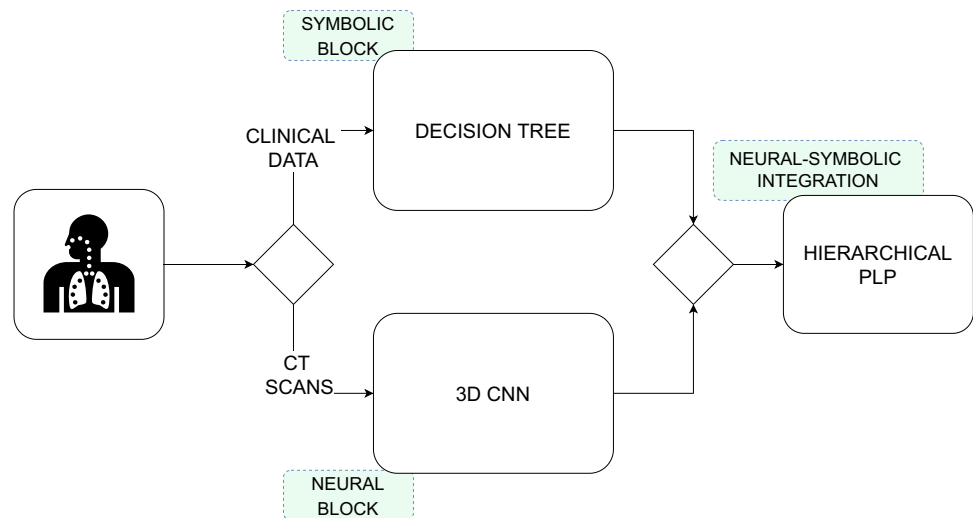 SYMBOLIC
BLOCK
DECISION TREE
CLINICAL
DATA
NEURAL-SYMBOLIC
INTEGRATION
HIERARCHICAL
PLP
CT
SCANS
3D CNN
NEURAL
BLOCK